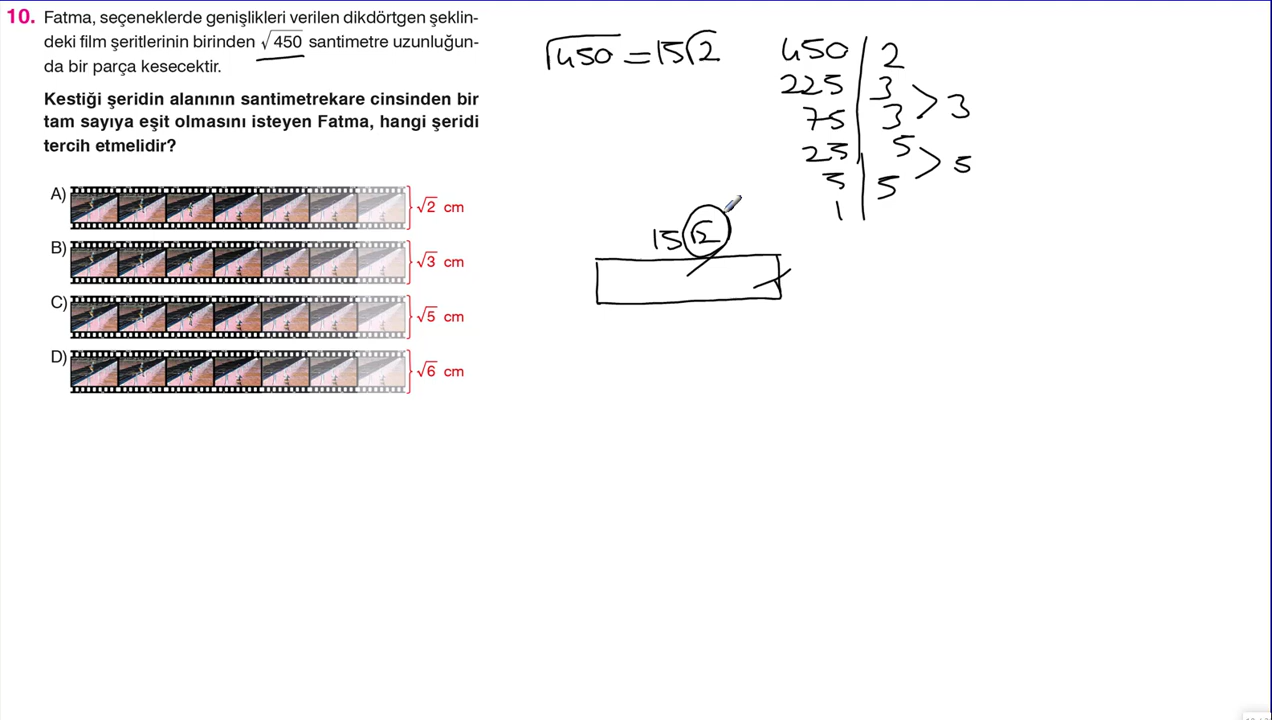 10. Fatma, seçeneklerde genişlikleri verilen dikdörtgen şeklin-
deki film şeritlerinin birinden √450 santimetre uzunluğun-
da bir parça kesecektir.
Kestiği şeridin alanının santimetrekare cinsinden bir
tam sayıya eşit olmasını isteyen Fatma, hangi şeridi
tercih etmelidir?
A) √2 cm
B) √3 cm
C) √5 cm
D) √6 cm
√450 = 15√2
450 | 2
225 | 3
75 | 3 > 3
25 | 5
5 | 5 > 5
1
15√2